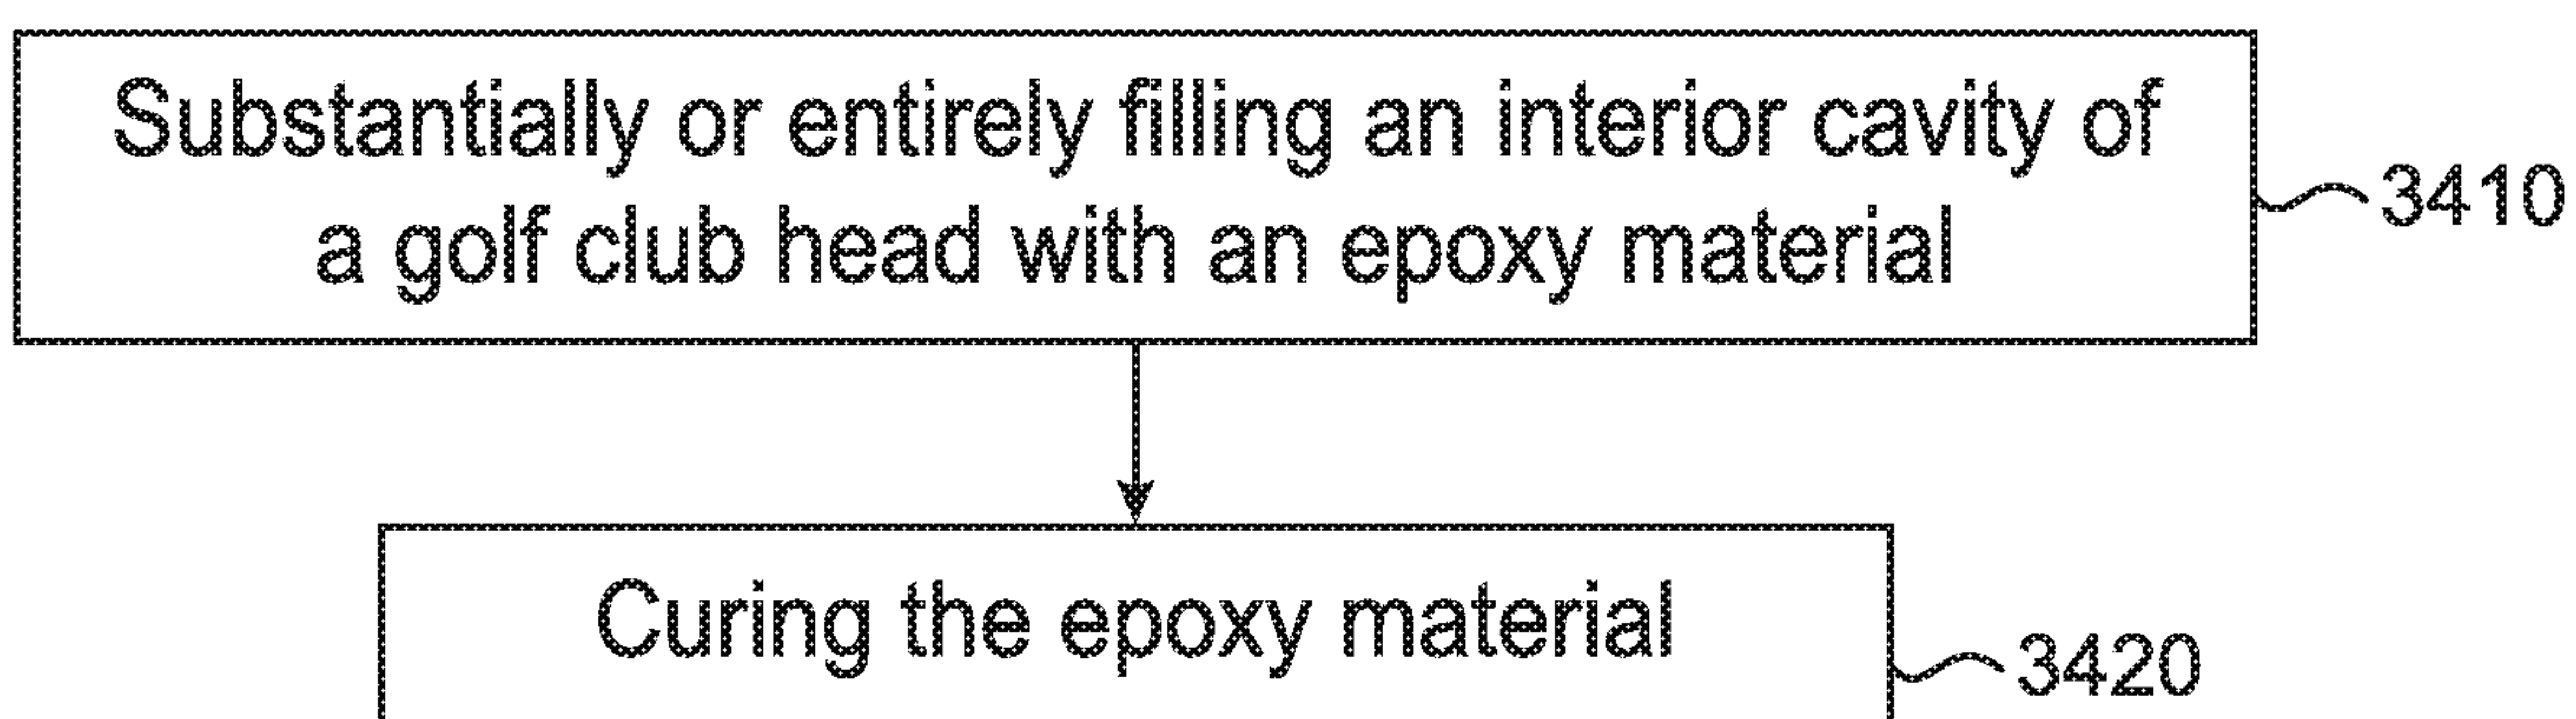 Substantially or entirely filling an interior cavity of
a golf club head with an epoxy material
3410
Curing the epoxy material
3420